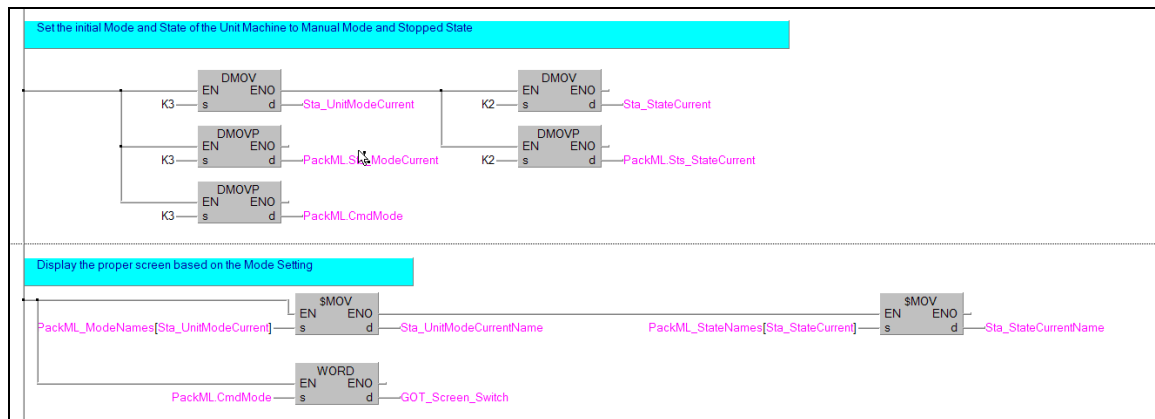 Set the initial Mode and State of the Unit Machine to Manual Mode and Stopped State
DMOV DMOV
EN ENO EN ENO
K3 s d Sta_UnitModeCurrent K2 s d Sta_StateCurrent
DMOVP DMOVP
EN ENO EN ENO
K3 s d K2 s d PackML.Sts_StateCurrent
DMOVP
EN ENO
K3 s d PackML.CmdMode
Display the proper screen based on the Mode Setting
$MOV $MOV
EN ENO EN ENO
PackML_ModeNames[Sta_UnitModeCurrent] s d Sta_UnitModeCurrentName PackML_StateNames[Sta_StateCurrent] s d Sta_StateCurrentName
WORD
EN ENO
PackML.CmdMode s d GOT_Screen_Switch